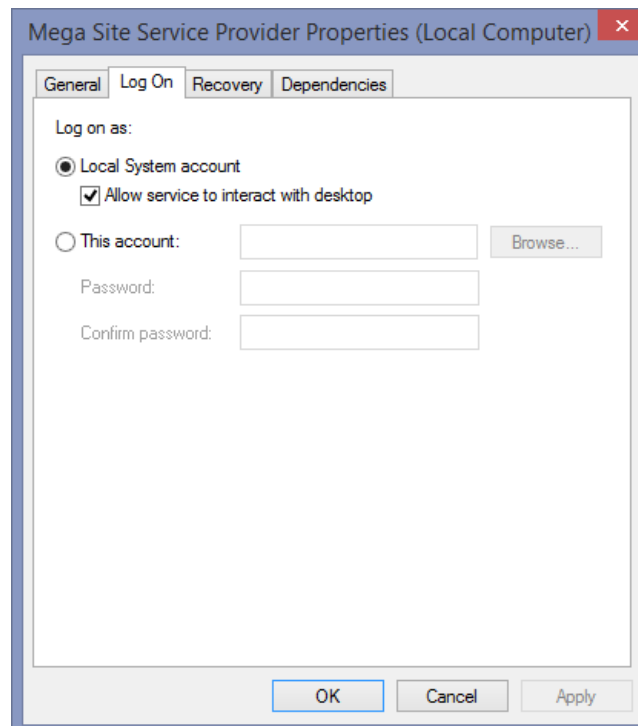 Mega Site Service Provider Properties (Local Computer)
General Log On Recovery Dependencies
Log on as:
Local System account
Allow service to interact with desktop
This account: Browse...
Password:
Confirm password:
OK Cancel Apply